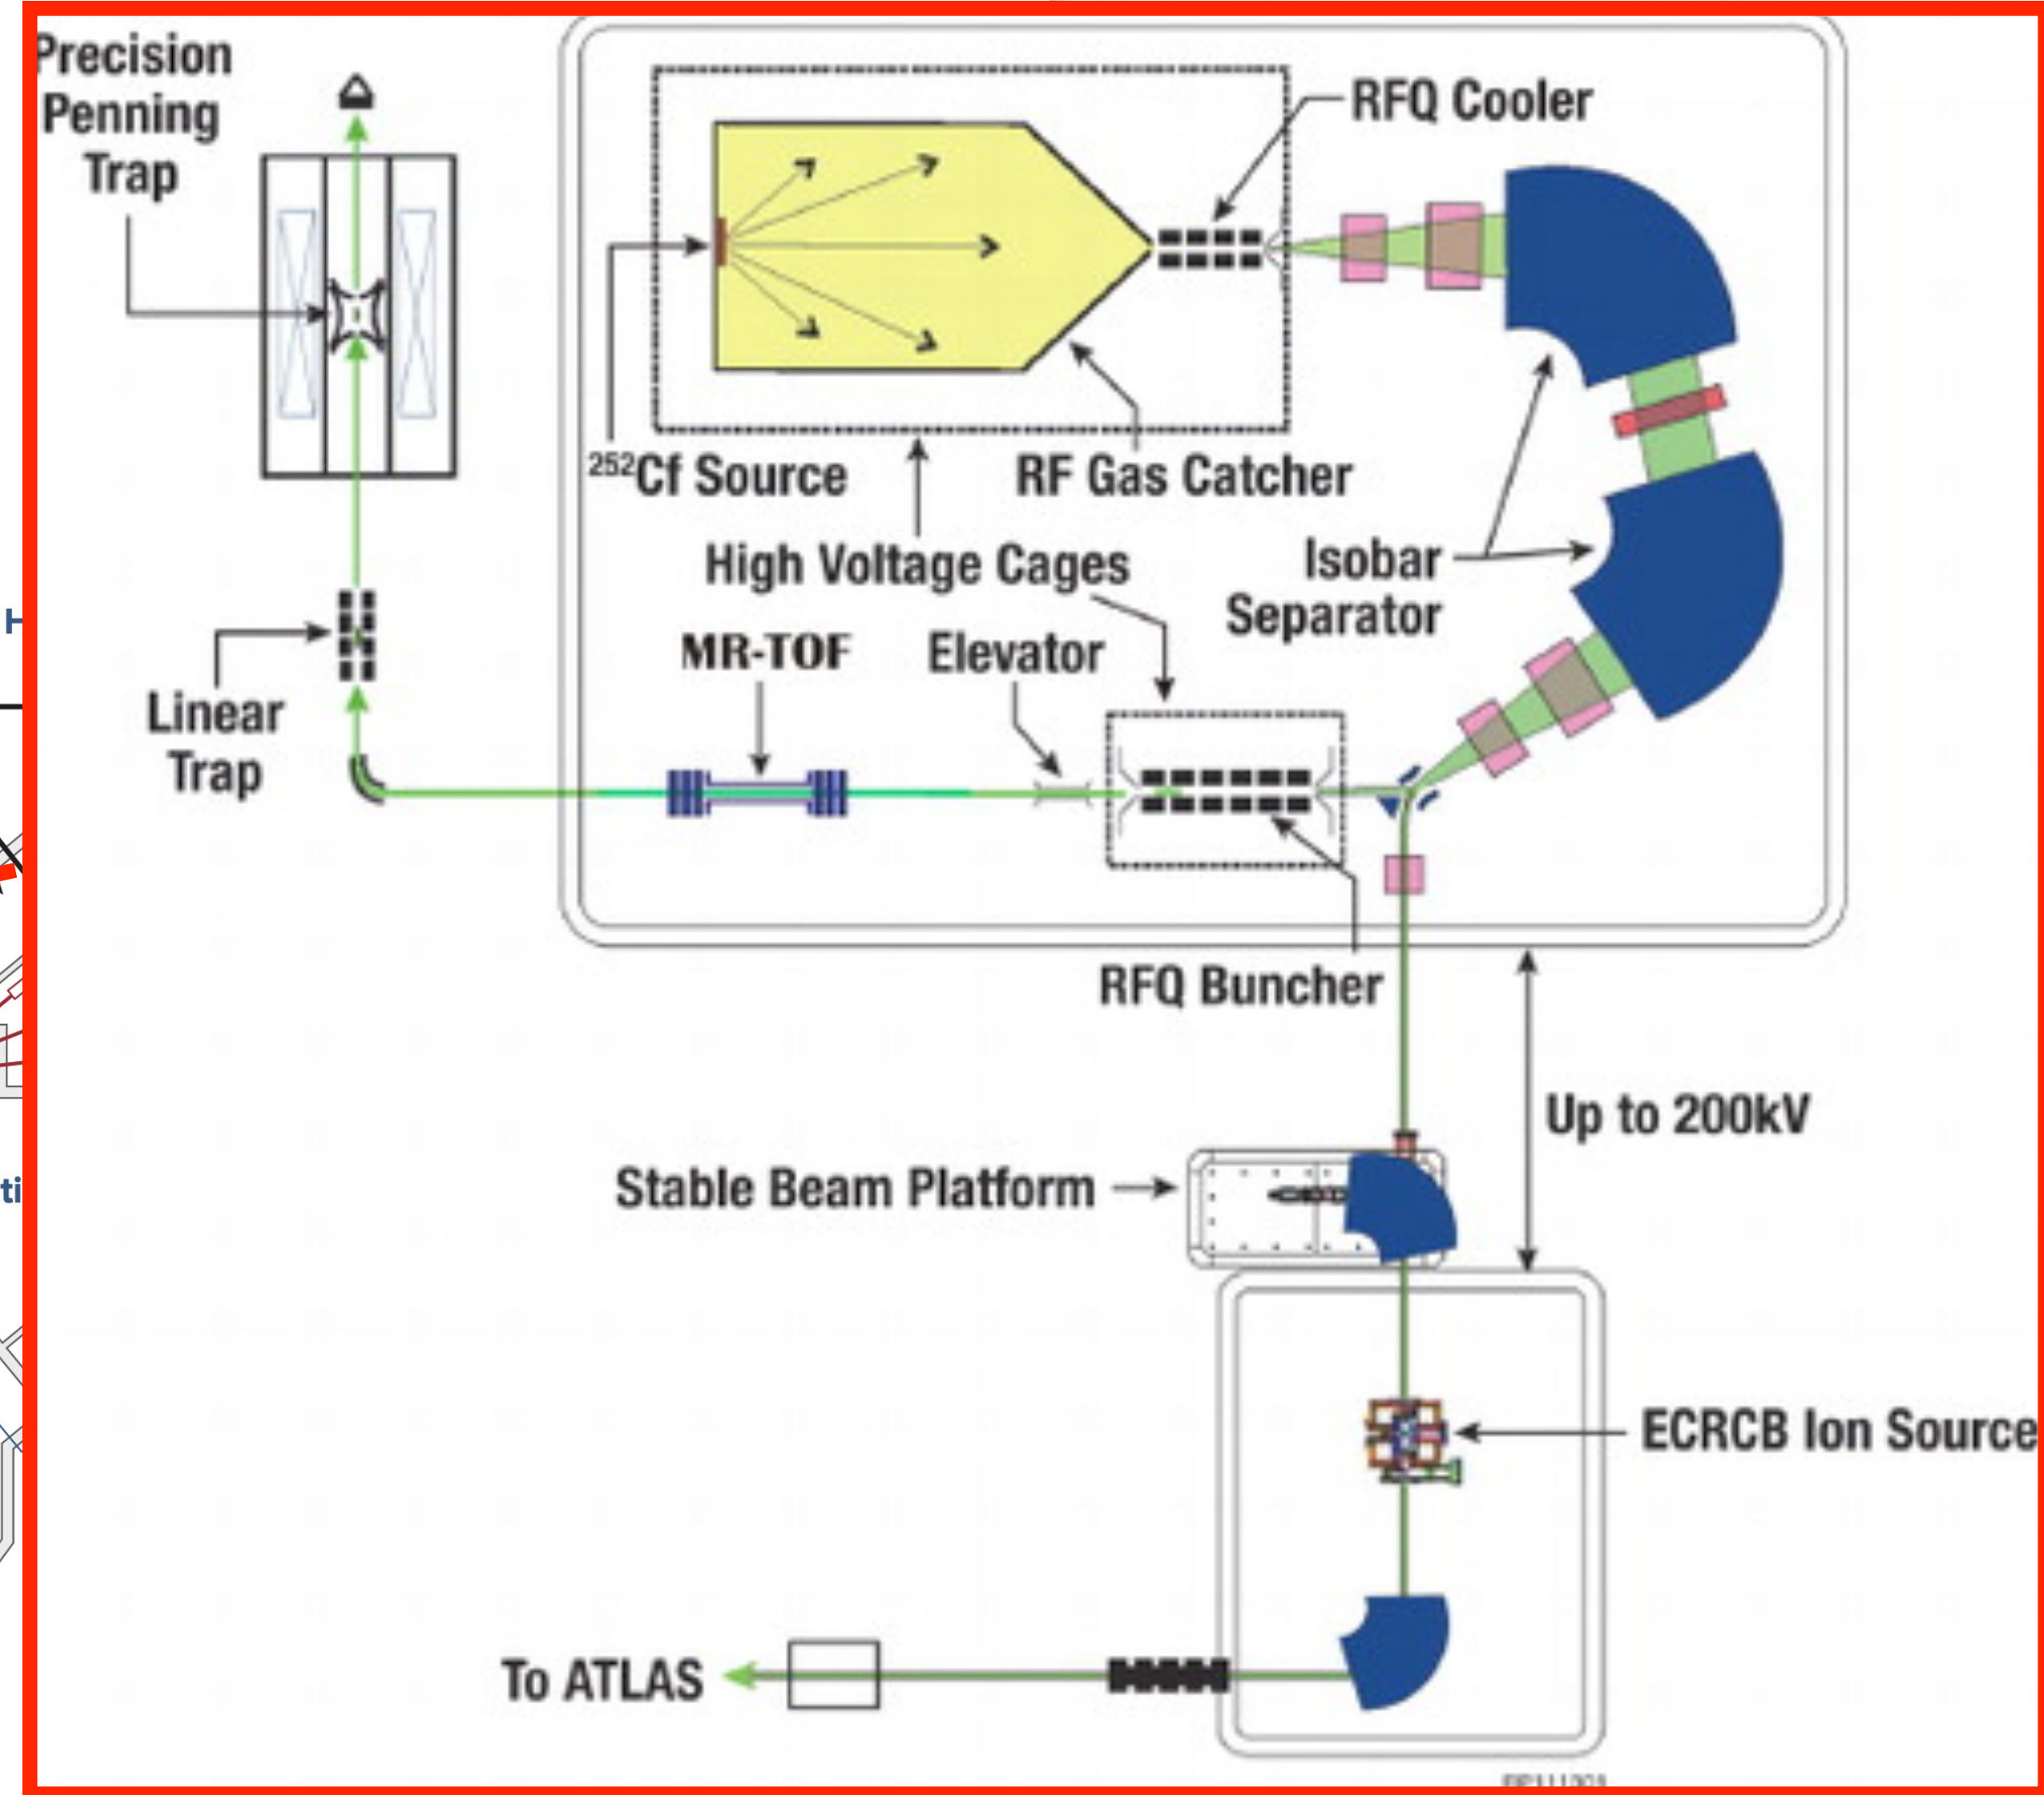 Precision
Penning
Trap
RFQ Cooler
²⁵²Cf Source
RF Gas Catcher
High Voltage Cages
Isobar
Separator
MR-TOF
Elevator
Linear
Trap
RFQ Buncher
Up to 200kV
Stable Beam Platform
ECRCB Ion Source
To ATLAS
H
ti